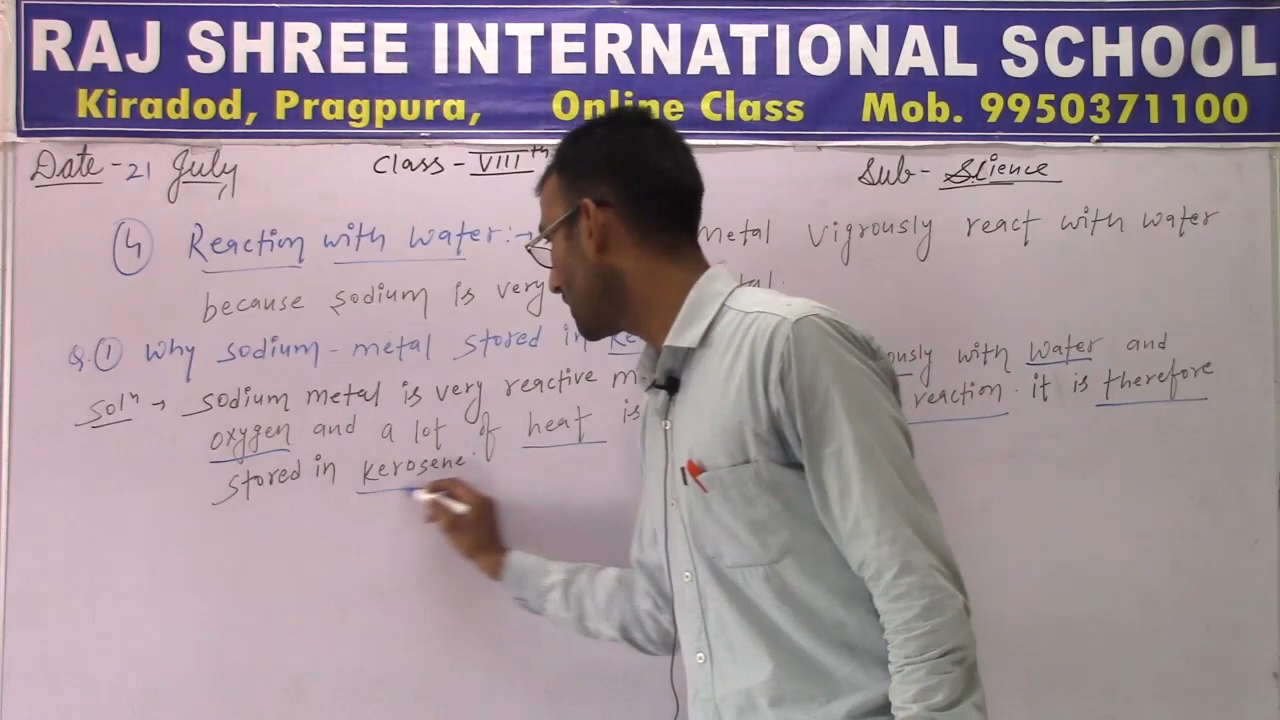 RAJ SHREE INTERNATIONAL SCHOOL
Kiradod, Pragpura, Online Class Mob. 9950371100
Date - 21 July Class - VIIIth Sub - Science
4 Reaction with water :→ metal Vigrously react with water
because sodium is very
Q.1 Why sodium - metal stored in
Soln → Sodium metal is very reactive with water and
oxygen and a lot of heat is reaction. it is therefore
stored in kerosene.